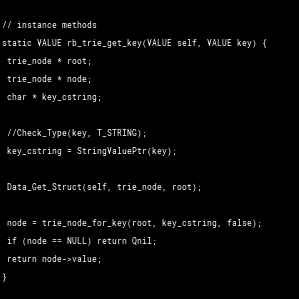 // instance methods
static VALUE rb_trie_get_key(VALUE self, VALUE key) {
trie_node * root;
trie_node * node;
char * key_cstring;
//Check_Type(key, T_STRING);
key_cstring = StringValuePtr(key);
Data_Get_Struct(self, trie_node, root);
node = trie_node_for_key(root, key_cstring, false);
if (node == NULL) return Qnil;
return node->value;
}